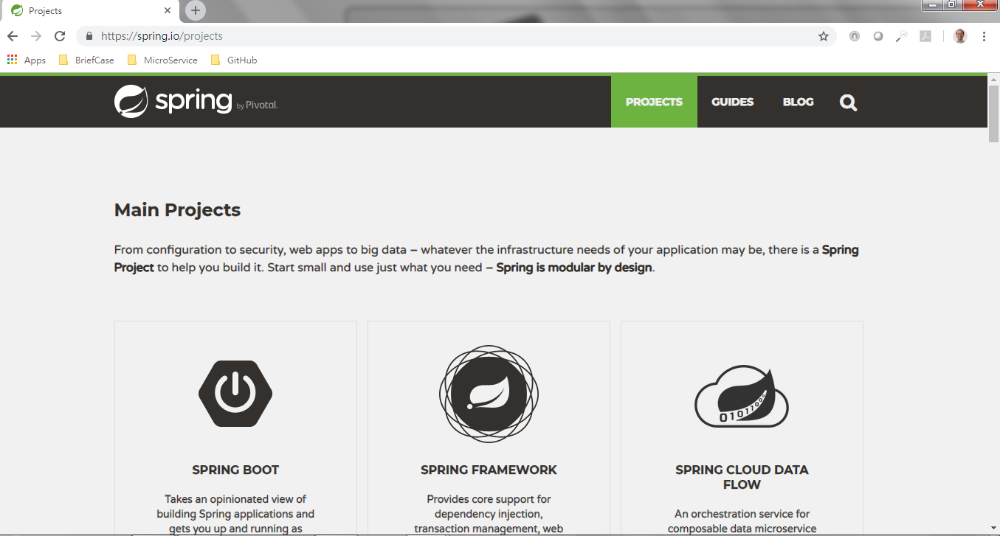 Projects
https://spring.io/projects
Apps BriefCase MicroService GitHub
spring by Pivotal.
PROJECTS GUIDES BLOG
Main Projects
From configuration to security, web apps to big data – whatever the infrastructure needs of your application may be, there is a Spring
Project to help you build it. Start small and use just what you need – Spring is modular by design.
0101100
SPRING BOOT
Takes an opinionated view of
building Spring applications and
gets you up and running as
SPRING FRAMEWORK
Provides core support for
dependency injection,
transaction management, web
SPRING CLOUD DATA
FLOW
An orchestration service for
composable data microservice